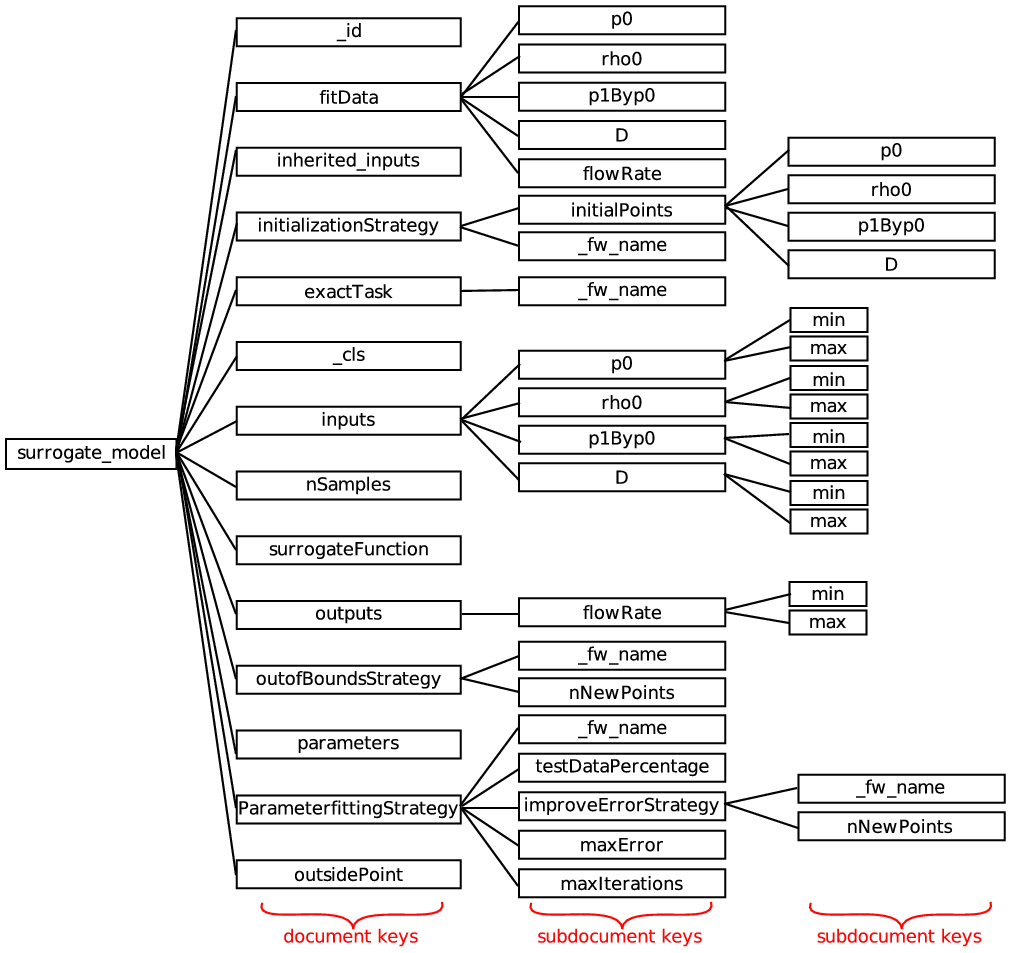 surrogate_model
_id
fitData
p0
rho0
p1Byp0
D
flowRate
inherited_inputs
initializationStrategy
initialPoints
p0
rho0
p1Byp0
D
_fw_name
exactTask
_fw_name
_cls
inputs
p0
min
max
rho0
min
max
p1Byp0
min
max
D
min
max
nSamples
surrogateFunction
outputs
flowRate
min
max
outofBoundsStrategy
_fw_name
nNewPoints
parameters
ParameterfittingStrategy
_fw_name
testDataPercentage
improveErrorStrategy
_fw_name
nNewPoints
maxError
maxIterations
outsidePoint
document keys
subdocument keys
subdocument keys